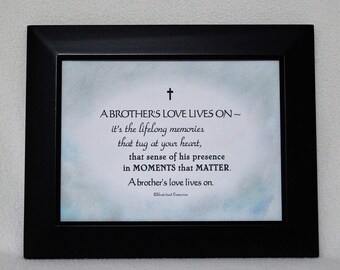 A BROTHER'S LOVE LIVES ON ~
it's the lifelong memories
that tug at your heart,
that sense of his presence
in MOMENTS that MATTER.
A brother's love lives on.